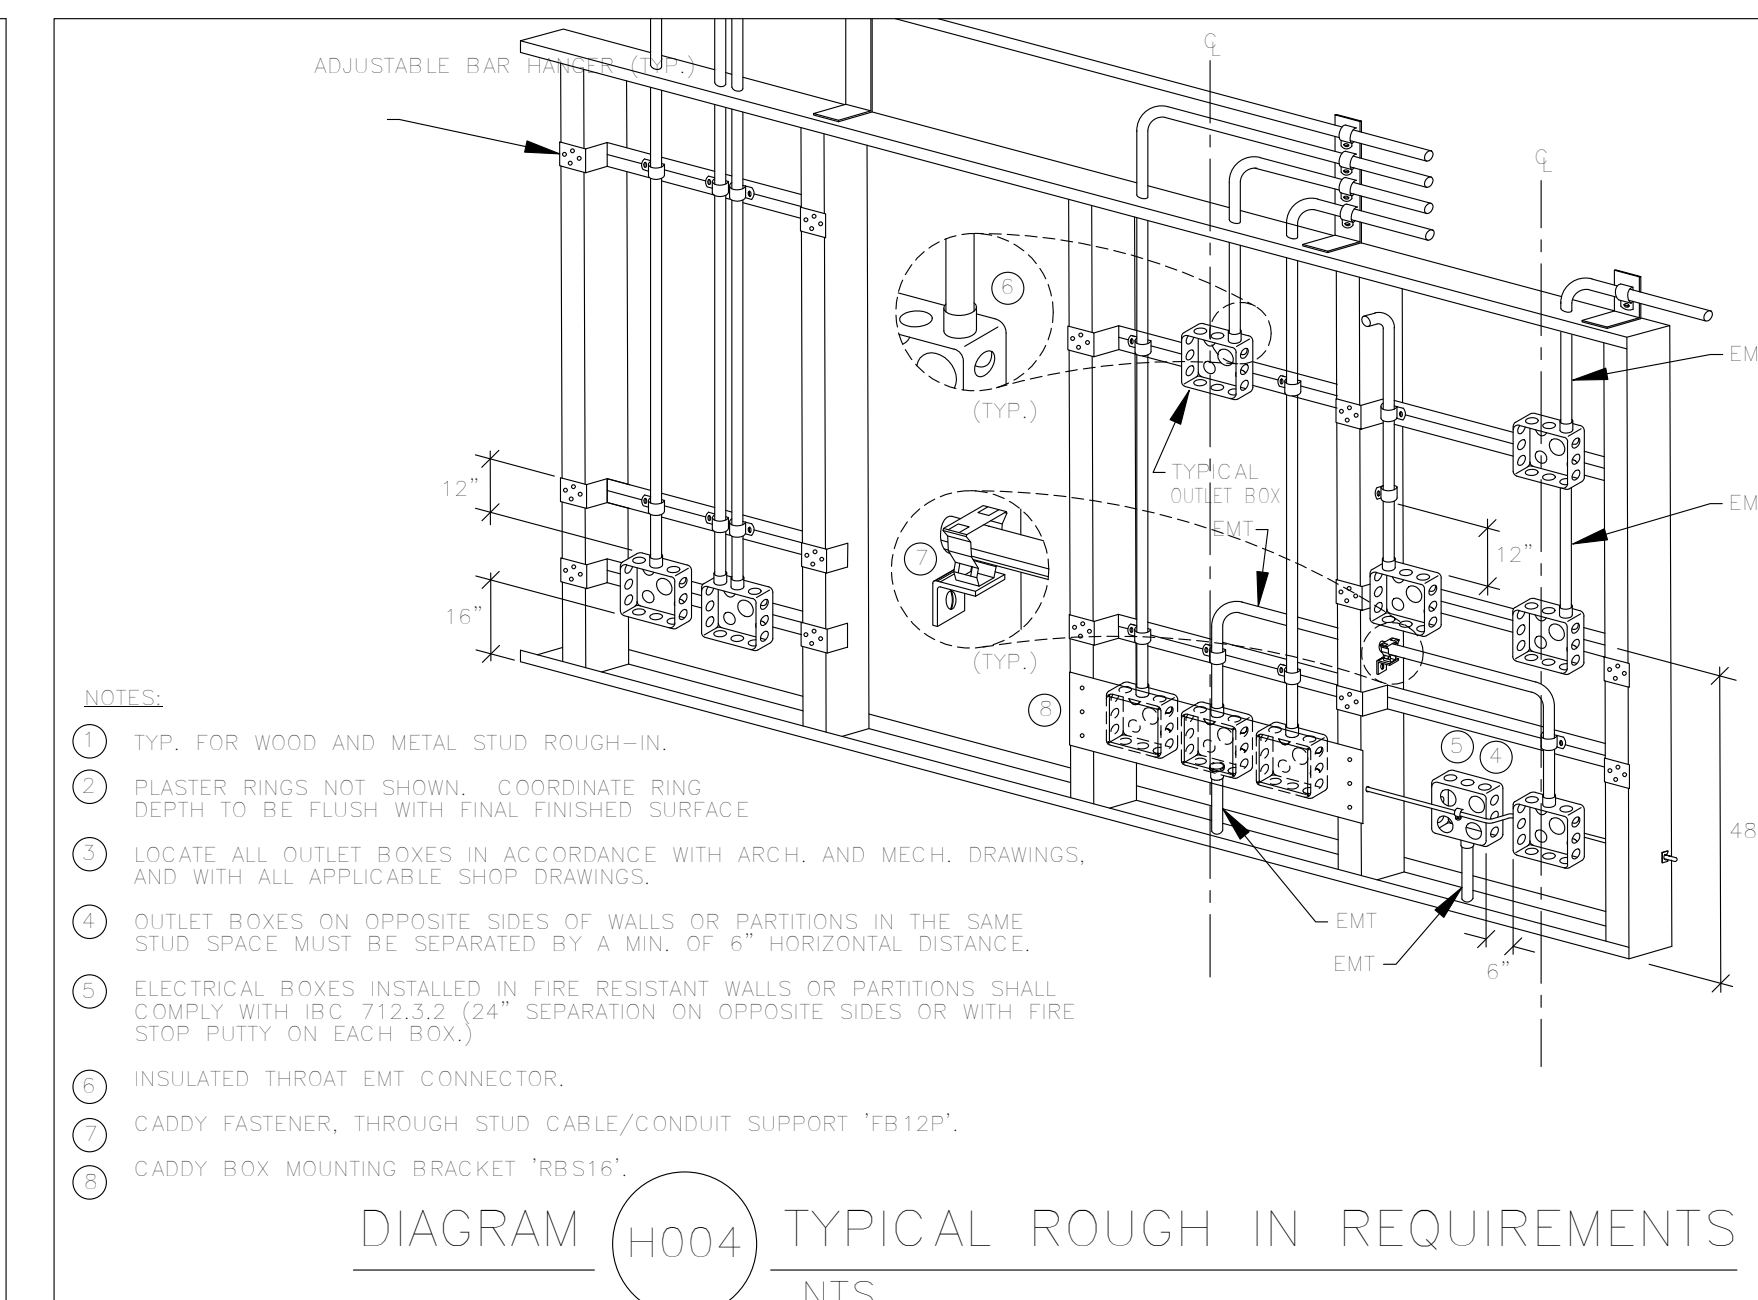 ADJUSTABLE BAR HANGER (TYP.)
℄
℄
6
(TYP.)
EM
TYPICAL
OUTLET BOX
12"
EM
EMT
7
12"
16"
(TYP.)
8
5
4
48
EMT
EMT
6"
NOTES:
1 TYP. FOR WOOD AND METAL STUD ROUGH-IN.
2 PLASTER RINGS NOT SHOWN. COORDINATE RING
DEPTH TO BE FLUSH WITH FINAL FINISHED SURFACE
3 LOCATE ALL OUTLET BOXES IN ACCORDANCE WITH ARCH. AND MECH. DRAWINGS,
AND WITH ALL APPLICABLE SHOP DRAWINGS.
4 OUTLET BOXES ON OPPOSITE SIDES OF WALLS OR PARTITIONS IN THE SAME
STUD SPACE MUST BE SEPARATED BY A MIN. OF 6" HORIZONTAL DISTANCE.
5 ELECTRICAL BOXES INSTALLED IN FIRE RESISTANT WALLS OR PARTITIONS SHALL
COMPLY WITH IBC 712.3.2 (24" SEPARATION ON OPPOSITE SIDES OR WITH FIRE
STOP PUTTY ON EACH BOX.)
6 INSULATED THROAT EMT CONNECTOR.
7 CADDY FASTENER, THROUGH STUD CABLE/CONDUIT SUPPORT 'FB12P'.
8 CADDY BOX MOUNTING BRACKET 'RBS16'.
DIAGRAM H004 TYPICAL ROUGH IN REQUIREMENTS
NTS